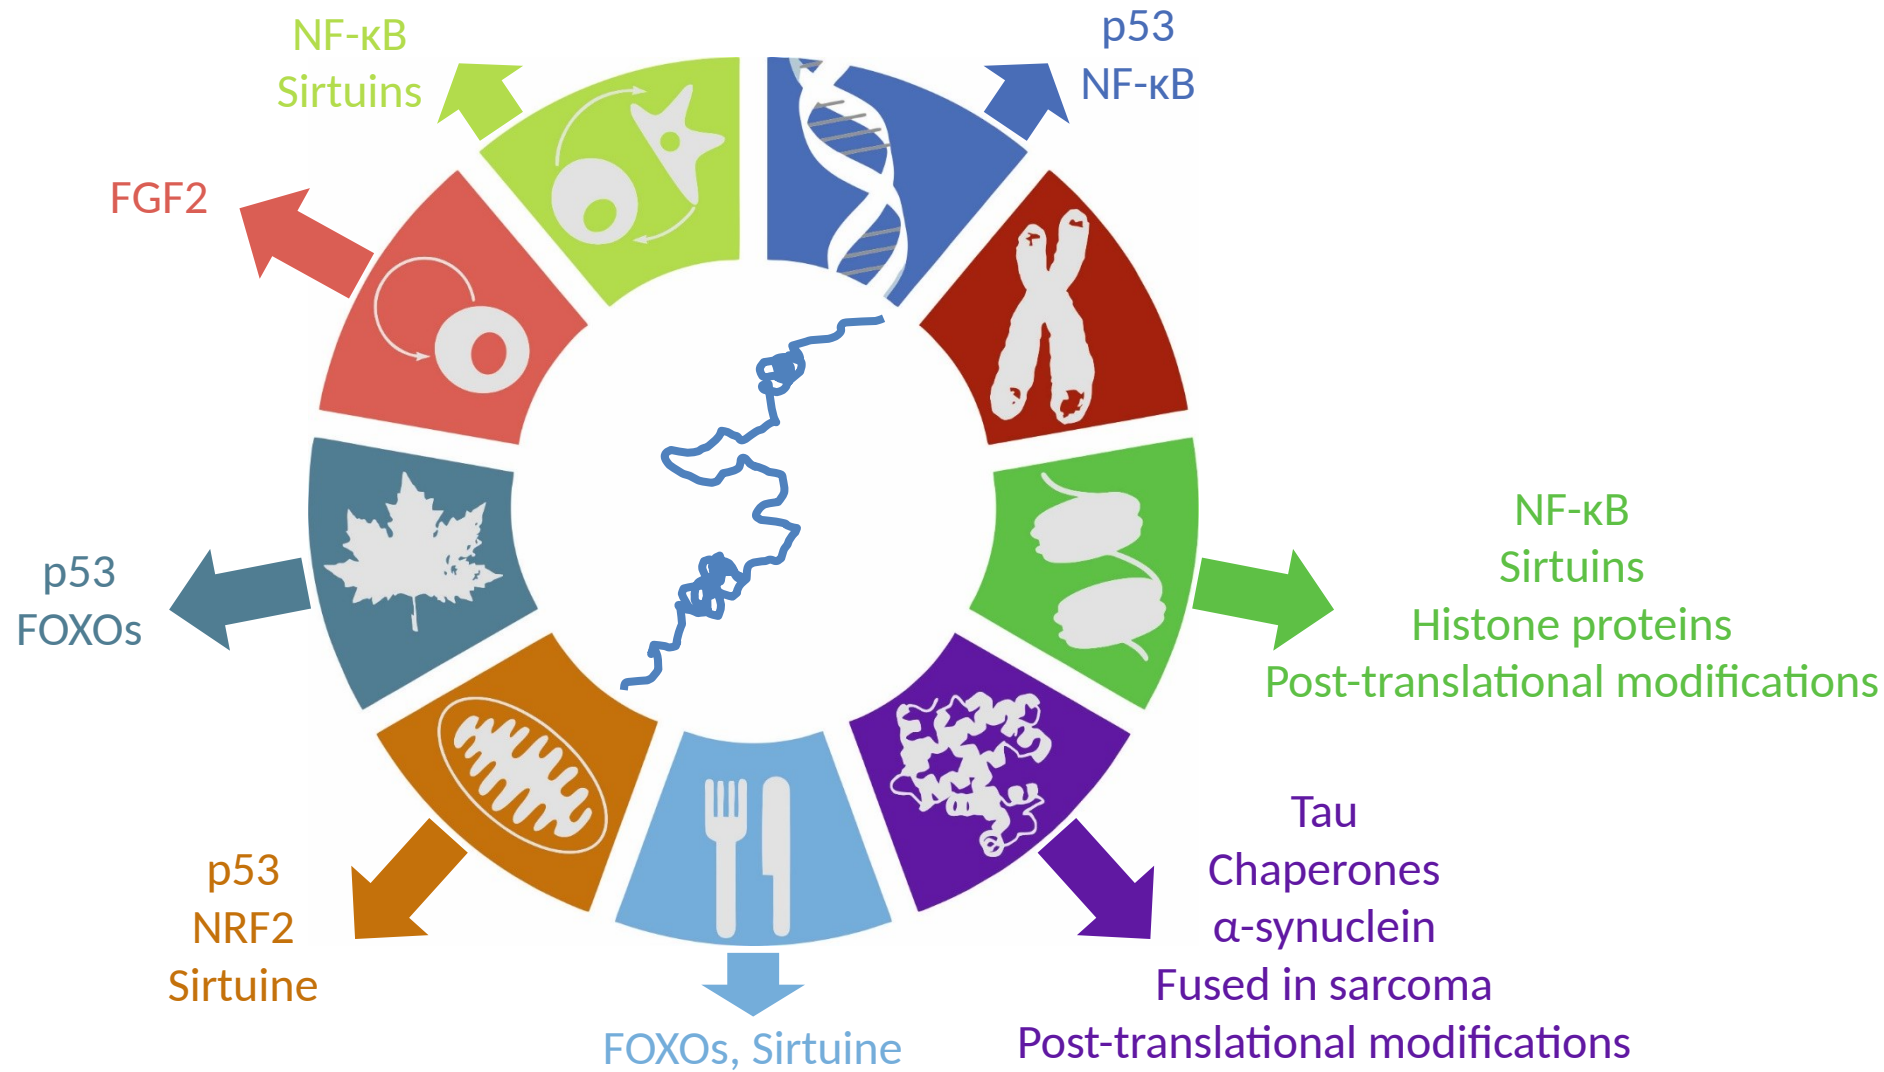 NF-κB
Sirtuins
p53
NF-κB
FGF2
NF-κB
Sirtuins
Histone proteins
Post-translational modifications
p53
FOXOs
Tau
Chaperones
α-synuclein
Fused in sarcoma
Post-translational modifications
p53
NRF2
Sirtuine
FOXOs, Sirtuine